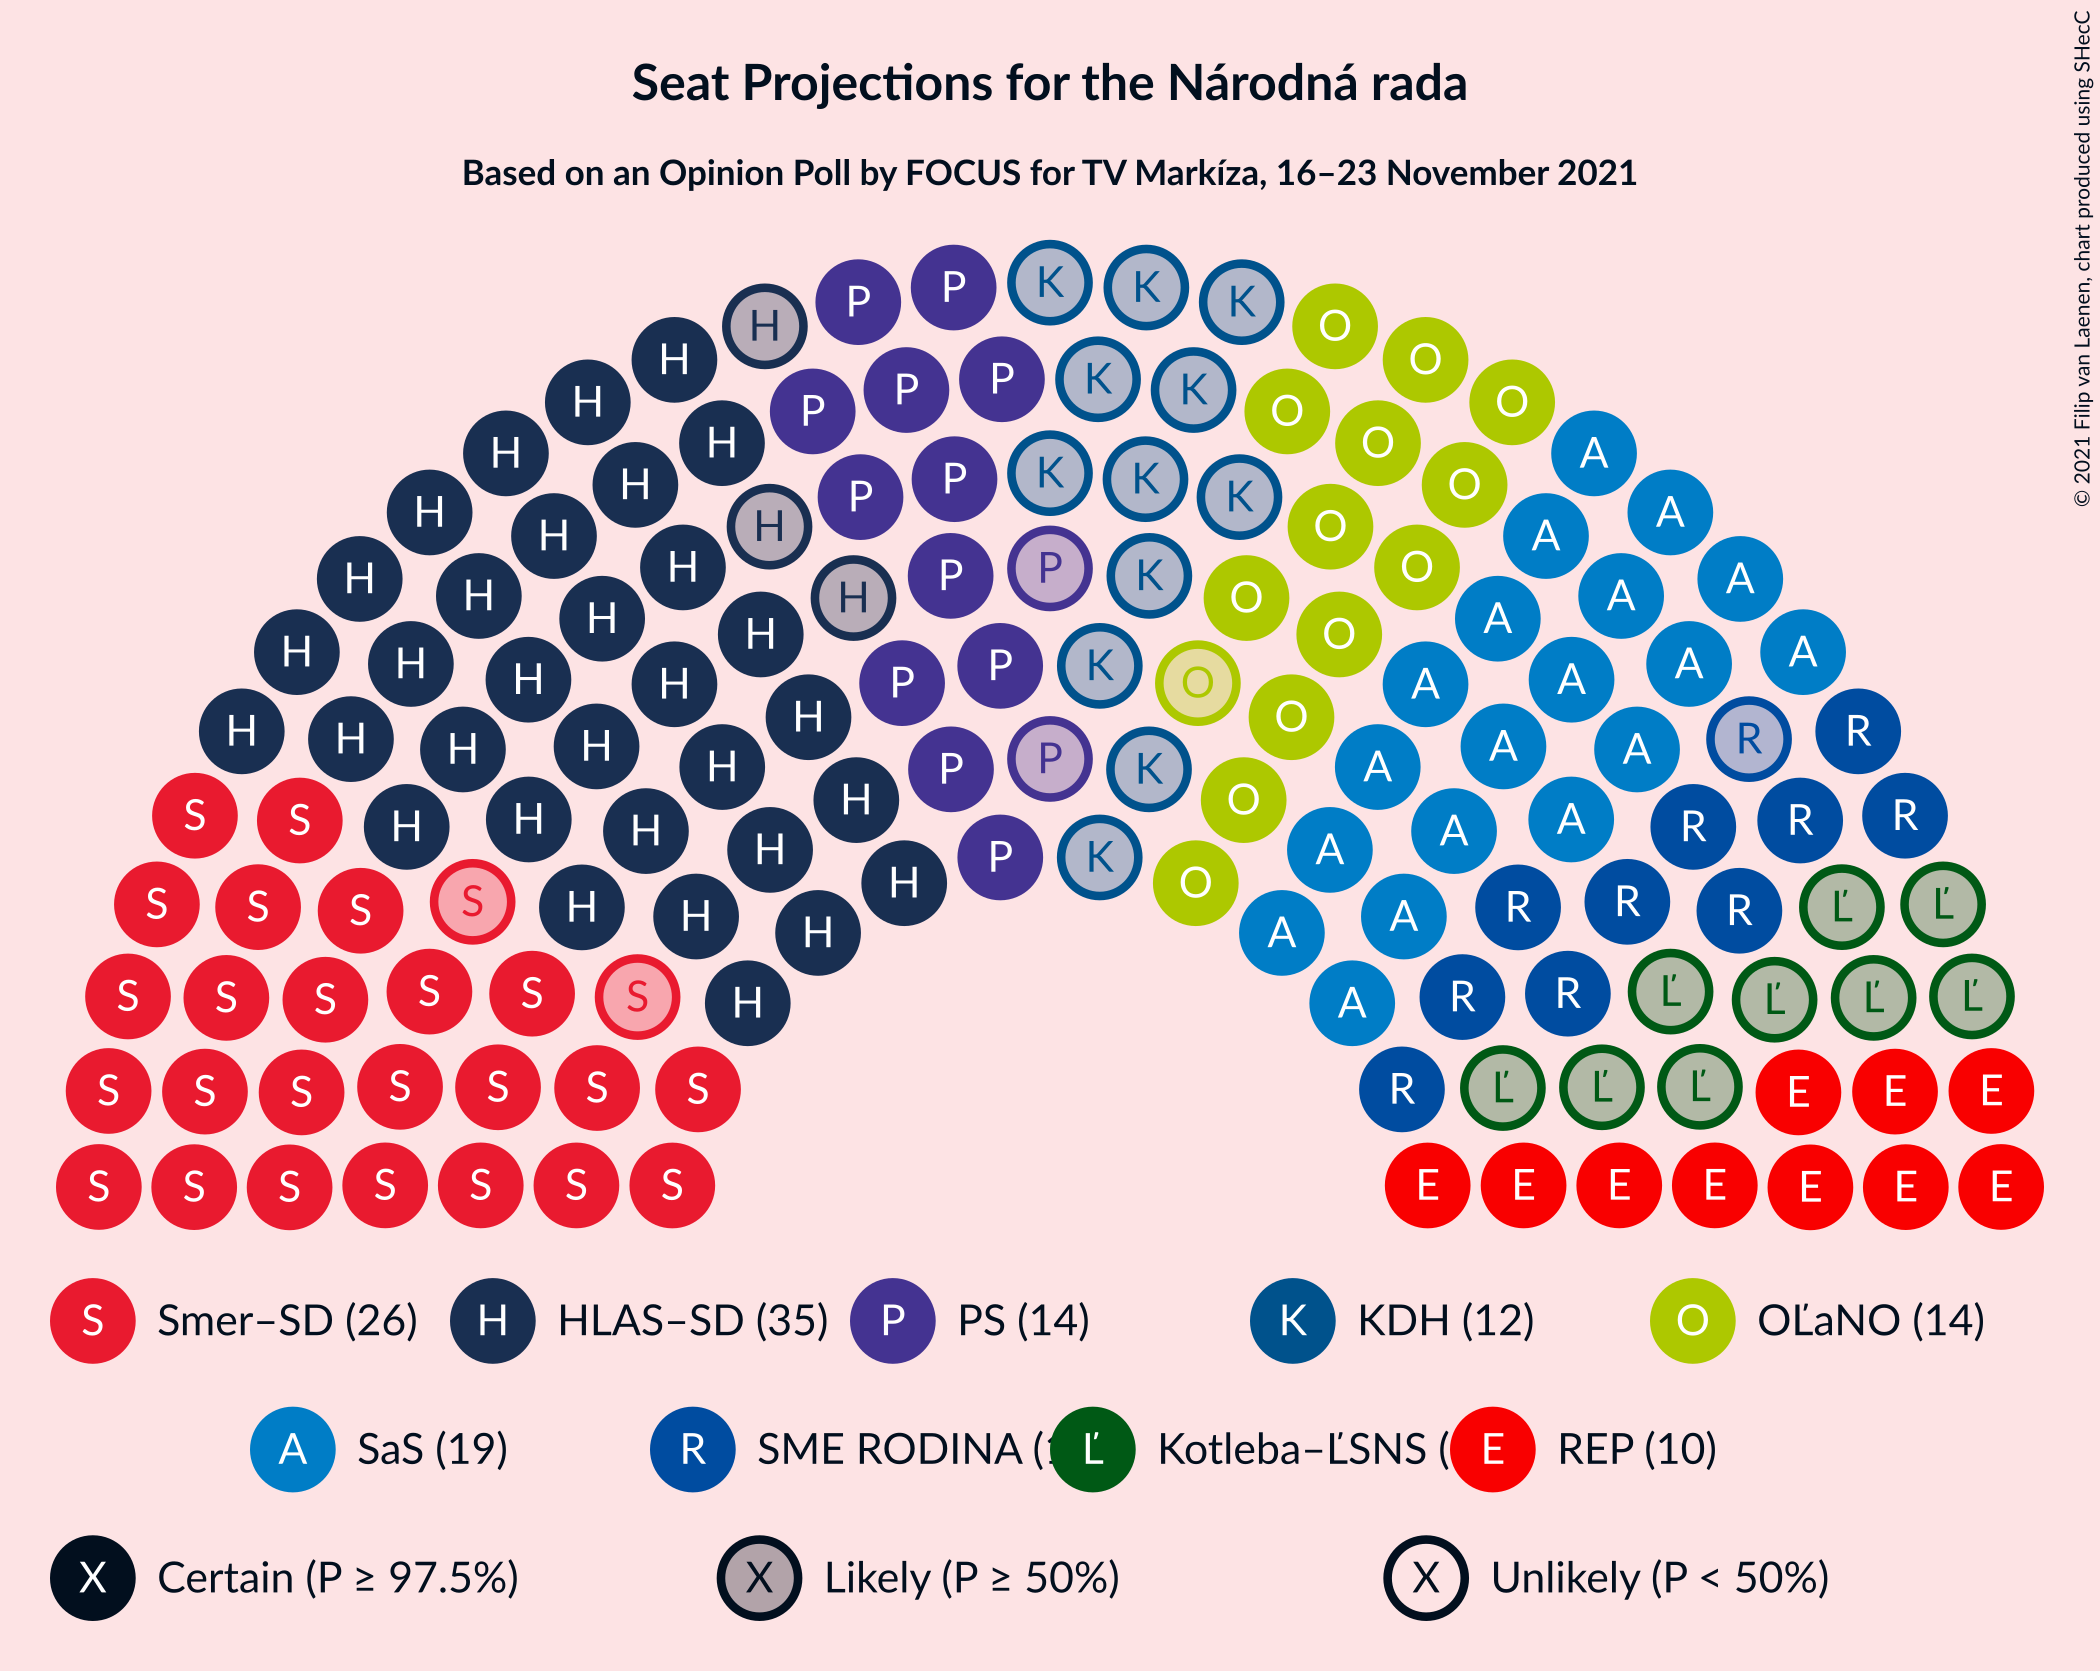 Seat Projections for the Národná rada
Based on an Opinion Poll by FOCUS for TV Markíza, 16–23 November 2021
© 2021 Filip van Laenen, chart produced using SHecC
K K K
P P O
H O
H O
H A
H A
H A
H A
H R
H R
S Ľ
S Ľ
S E
S E
P K
P K
P O
H O
H O
H A
H A
H A
H R
S R
S Ľ
S Ľ
S E
S E
K
P K
P K
H O
H O
H A
H A
H A
H R
S R
S Ľ
S E
S E
P
P K
H O
H O
H A
H A
H A
S R
S Ľ
S Ľ
S E
P K
P O
H O
H A
H A
H A
H R
S R
S Ľ
S E
P
P K
H O
H A
H A
H A
S R
S Ľ
S E
P K
H O
H A
H A
S R
S E
S Smer–SD (26) H HLAS–SD (35) P PS (14) K KDH (12) O OĽaNO (14)
A SaS (19) R SME RODINA ( Ľ Kotleba–ĽSNS ( E REP (10)
X Certain (P ≥ 97.5%) X Likely (P ≥ 50%) X Unlikely (P < 50%)